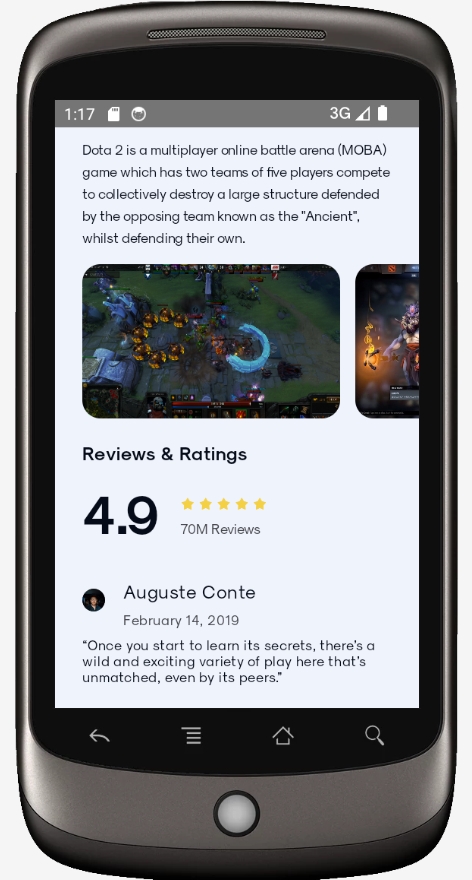 1:17
3G
Dota 2 is a multiplayer online battle arena (MOBA)
game which has two teams of five players compete
to collectively destroy a large structure defended
by the opposing team known as the "Ancient",
whilst defending their own.
Reviews & Ratings
4.9
70M Reviews
Auguste Conte
February 14, 2019
“Once you start to learn its secrets, there’s a
wild and exciting variety of play here that’s
unmatched, even by its peers.”